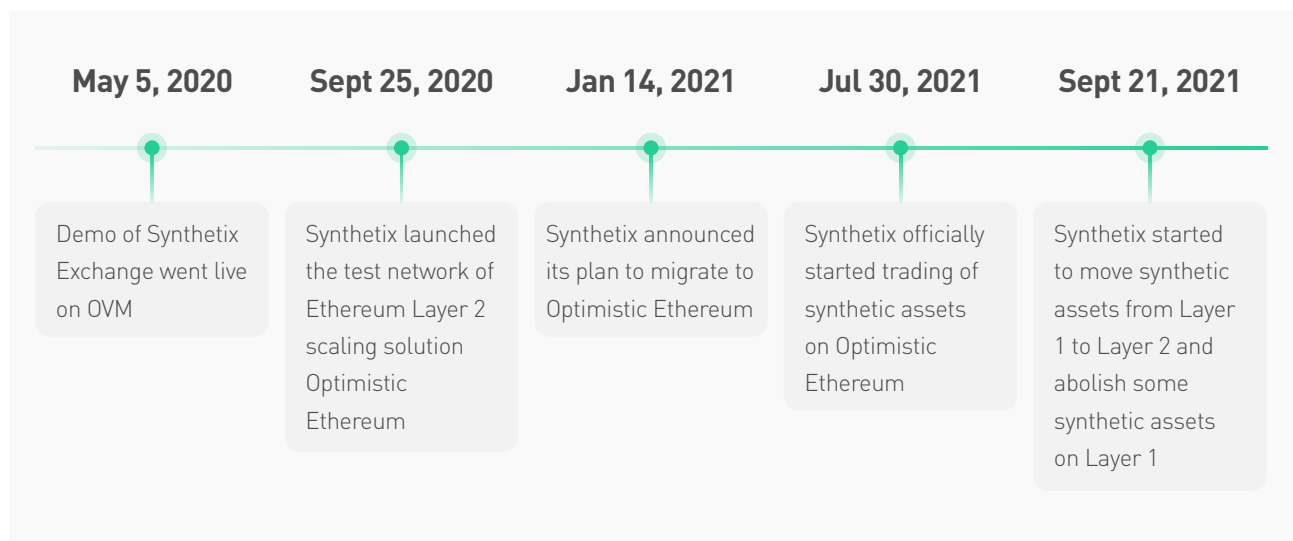 May 5, 2020
Sept 25, 2020
Jan 14, 2021
Jul 30, 2021
Sept 21, 2021
Demo of Synthetix
Exchange went live
on OVM
Synthetix launched
the test network of
Ethereum Layer 2
scaling solution
Optimistic
Ethereum
Synthetix announced
its plan to migrate to
Optimistic Ethereum
Synthetix officially
started trading of
synthetic assets
on Optimistic
Ethereum
Synthetix started
to move synthetic
assets from Layer
1 to Layer 2 and
abolish some
synthetic assets
on Layer 1